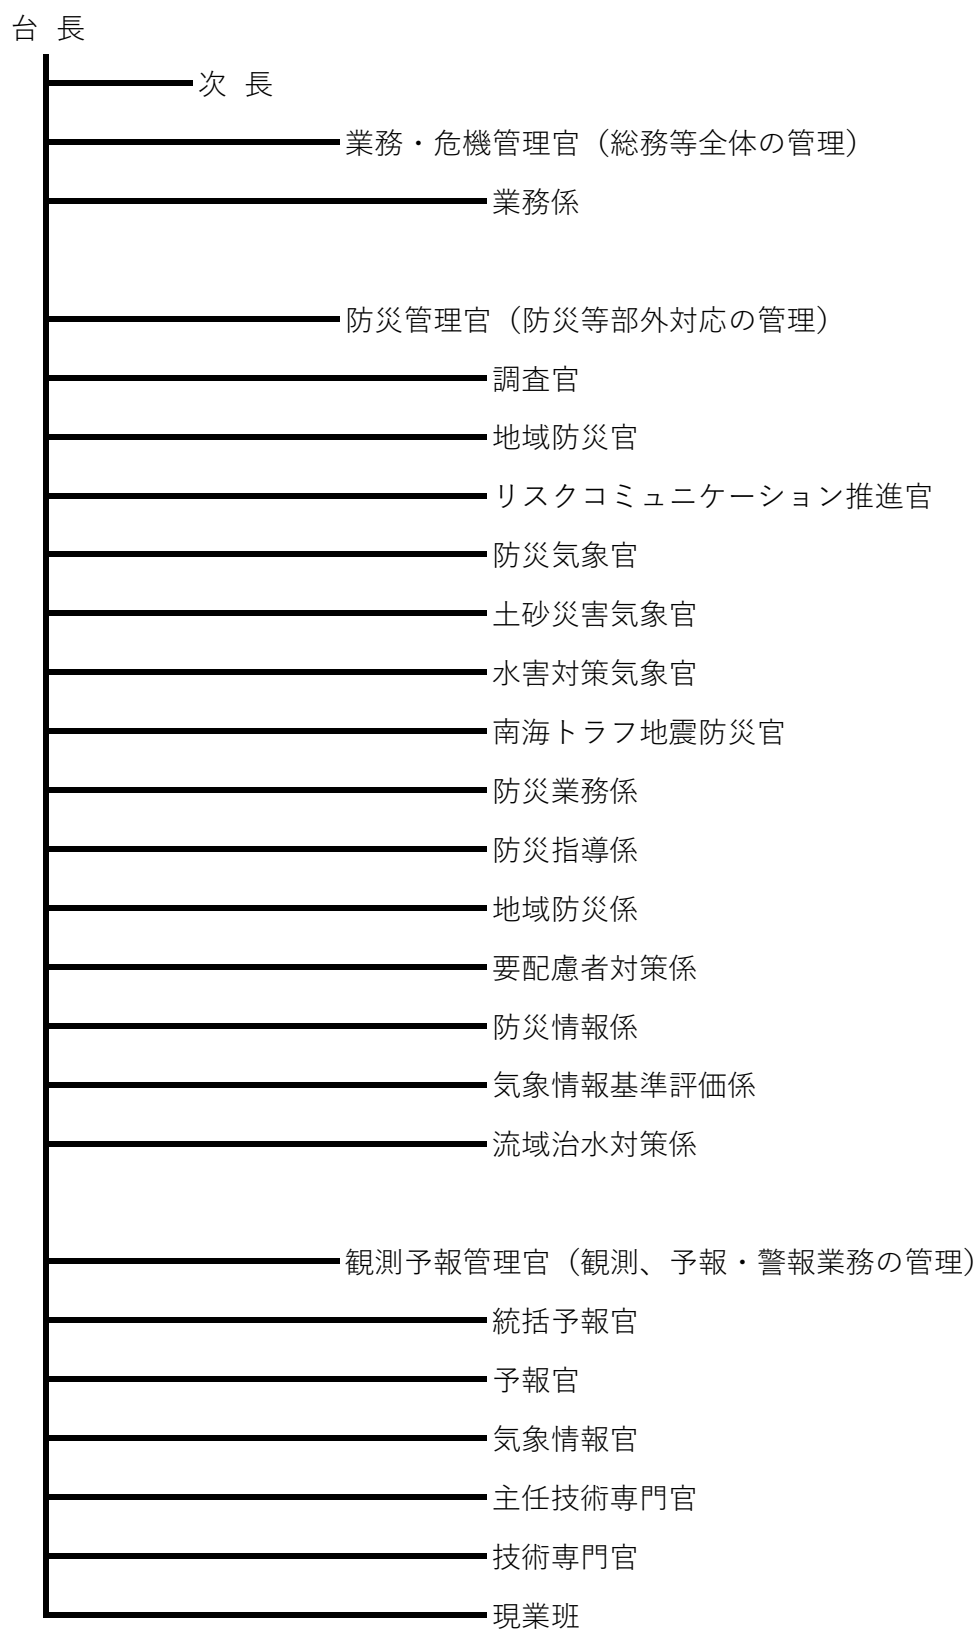 台 長
次 長
業務・危機管理官（総務等全体の管理）
業務係
防災管理官（防災等部外対応の管理）
調査官
地域防災官
リスクコミュニケーション推進官
防災気象官
土砂災害気象官
水害対策気象官
南海トラフ地震防災官
防災業務係
防災指導係
地域防災係
要配慮者対策係
防災情報係
気象情報基準評価係
流域治水対策係
観測予報管理官（観測、予報・警報業務の管理）
統括予報官
予報官
気象情報官
主任技術専門官
技術専門官
現業班